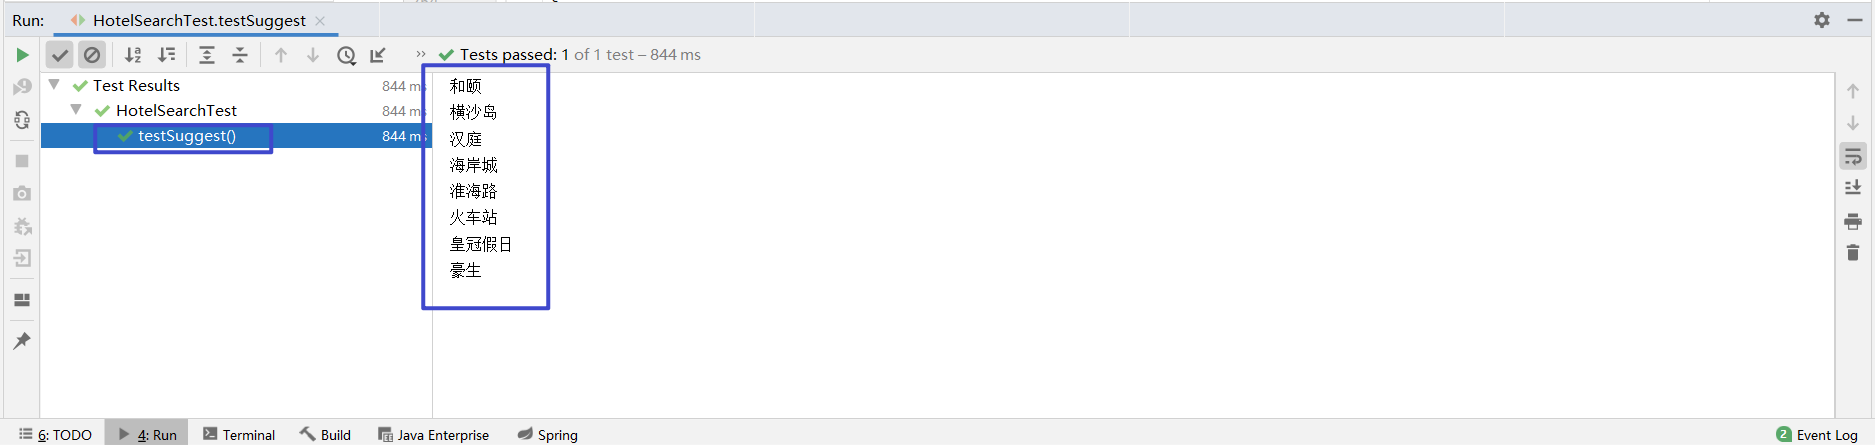 Run: HotelSearchTest.testSuggest
Tests passed: 1 of 1 test – 844 ms
Test Results 844 ms
HotelSearchTest 844 ms
testSuggest() 844 ms
和颐
横沙岛
汉庭
海岸城
淮海路
火车站
皇冠假日
豪生
6: TODO 4: Run Terminal Build Java Enterprise Spring 2 Event Log